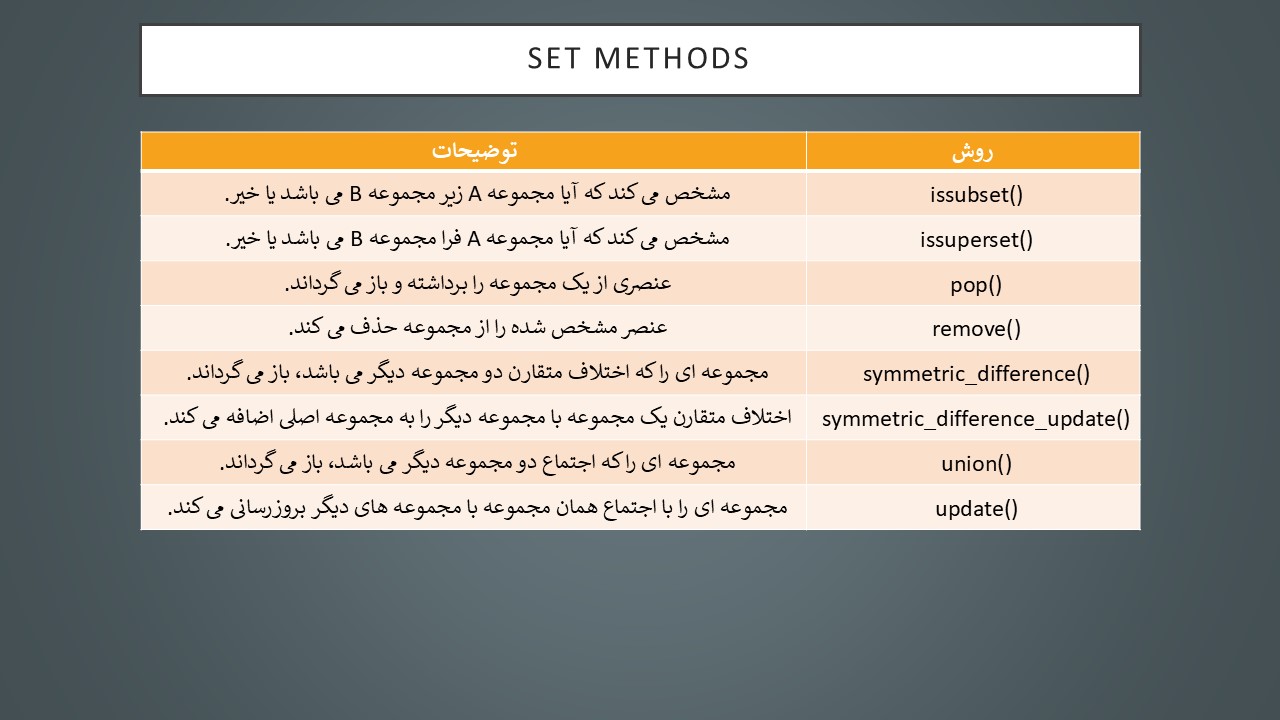 SET METHODS
روش
توضیحات
issubset()
مشخص می کند که آیا مجموعه A زیر مجموعه B می باشد یا خیر.
issuperset()
مشخص می کند که آیا مجموعه A فرا مجموعه B می باشد یا خیر.
pop()
عنصری از یک مجموعه را برداشته و باز می گرداند.
remove()
عنصر مشخص شده را از مجموعه حذف می کند.
symmetric_difference()
مجموعه ای را که اختلاف متقارن دو مجموعه دیگر می باشد، باز می گرداند.
symmetric_difference_update()
اختلاف متقارن یک مجموعه با مجموعه دیگر را به مجموعه اصلی اضافه می کند.
union()
مجموعه ای را که اجتماع دو مجموعه دیگر می باشد، باز می گرداند.
update()
مجموعه ای را با اجتماع همان مجموعه با مجموعه های دیگر بروزرسانی می کند.